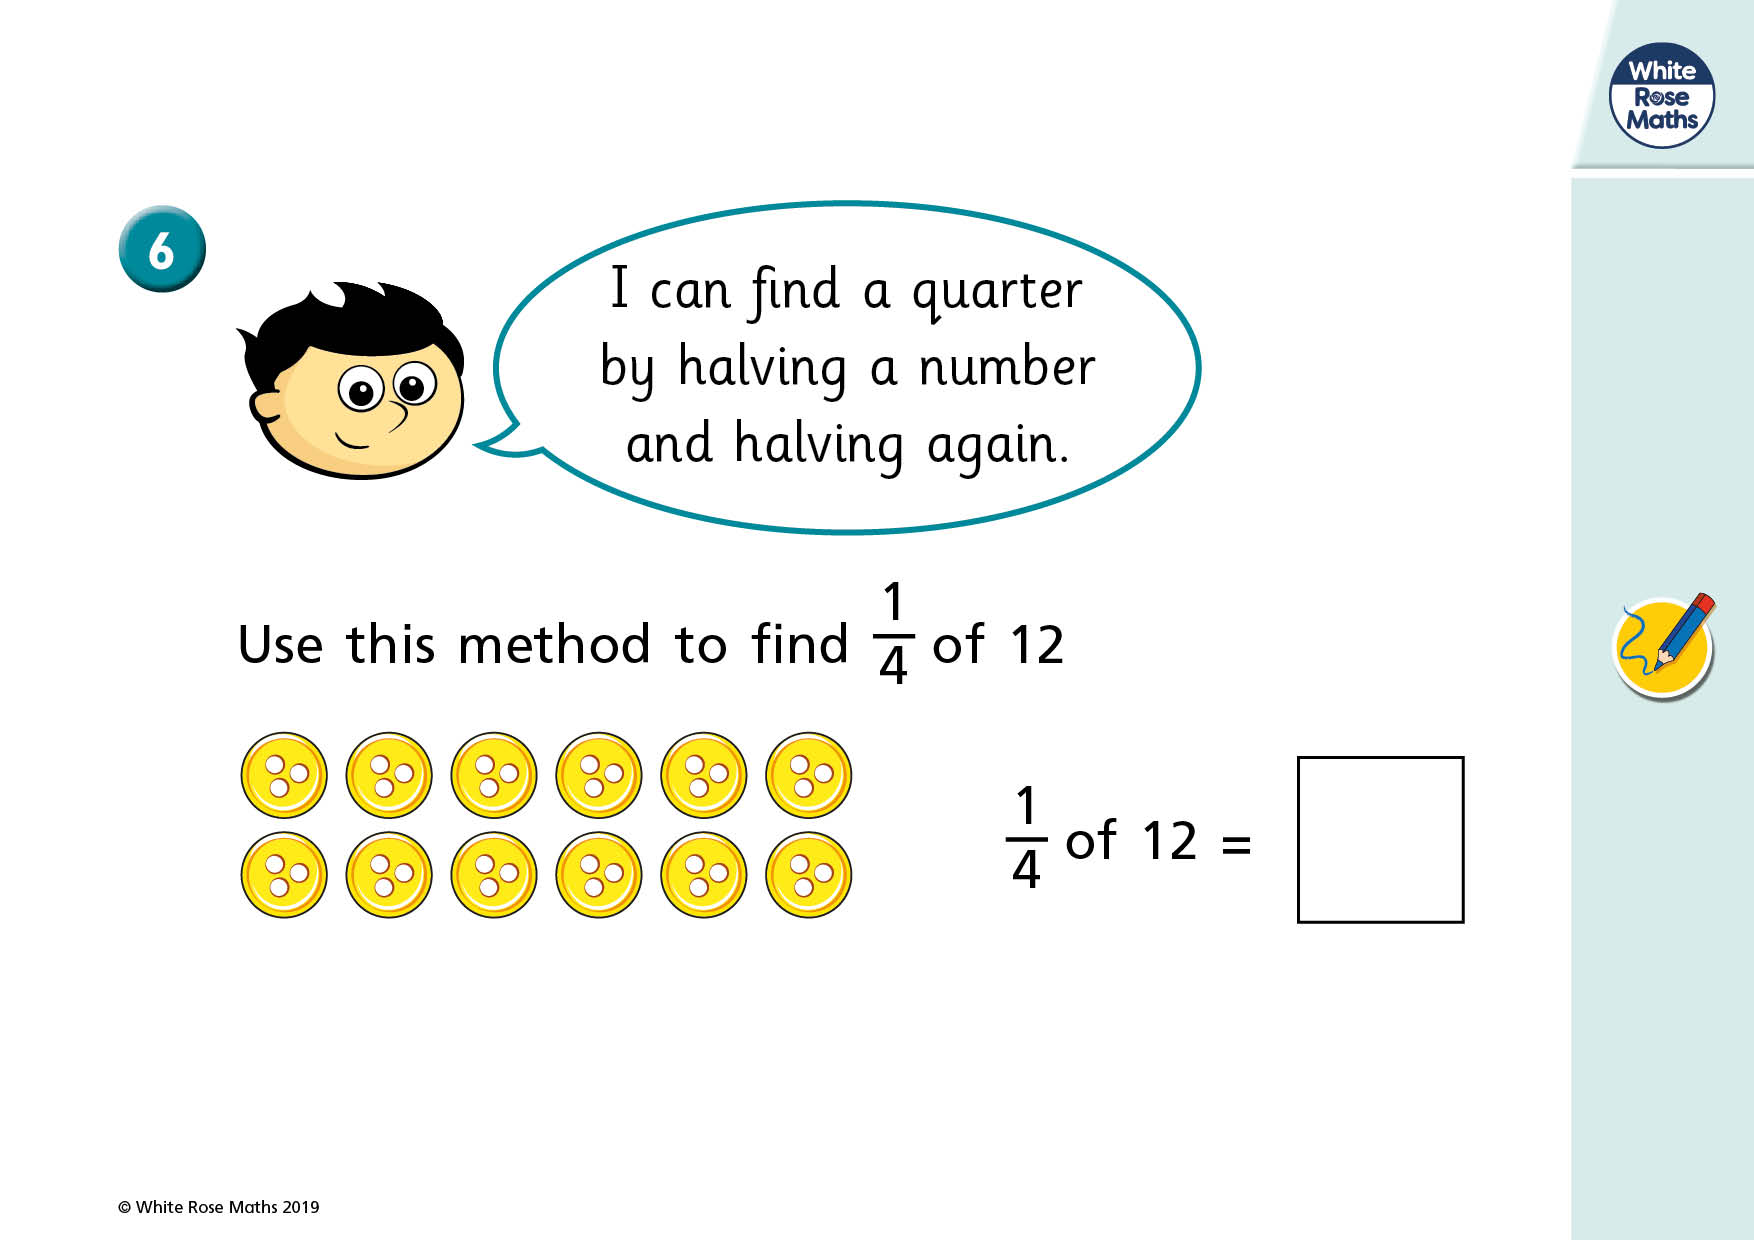 White
Rose
Maths
6
I can find a quarter
by halving a number
and halving again.
Use this method to find 1/4 of 12
1/4 of 12 =
© White Rose Maths 2019